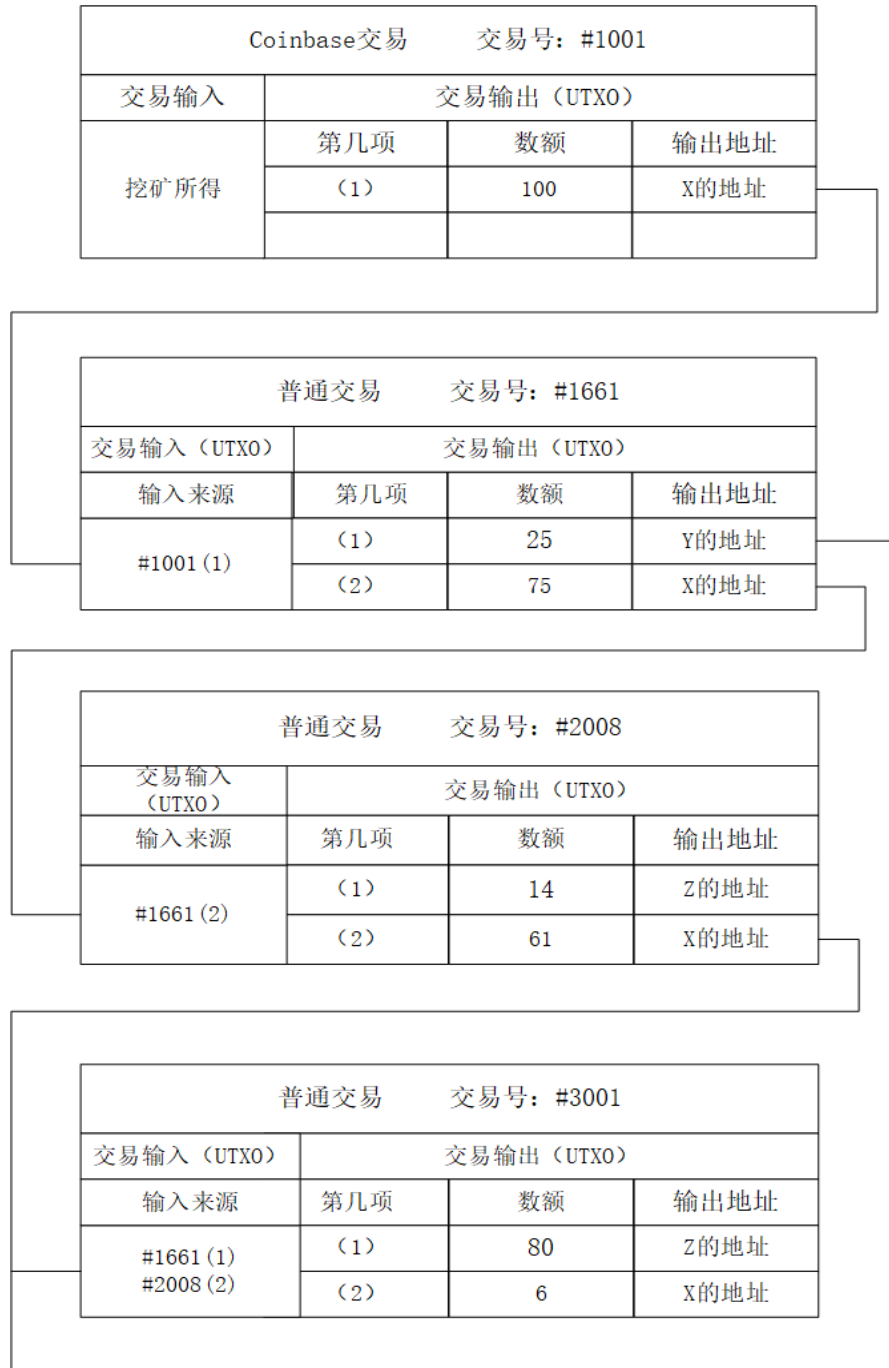 Coinbase交易 交易号：#1001
交易输入 交易输出（UTXO）
第几项 数额 输出地址
挖矿所得 （1） 100 X的地址
普通交易 交易号：#1661
交易输入（UTXO） 交易输出（UTXO）
输入来源 第几项 数额 输出地址
#1001(1)
（1） 25 Y的地址
（2） 75 X的地址
普通交易 交易号：#2008
交易输入
（UTXO）
交易输出（UTXO）
输入来源 第几项 数额 输出地址
#1661(2)
（1） 14 Z的地址
（2） 61 X的地址
普通交易 交易号：#3001
交易输入（UTXO） 交易输出（UTXO）
输入来源 第几项 数额 输出地址
#1661(1)
#2008(2)
（1） 80 Z的地址
（2） 6 X的地址